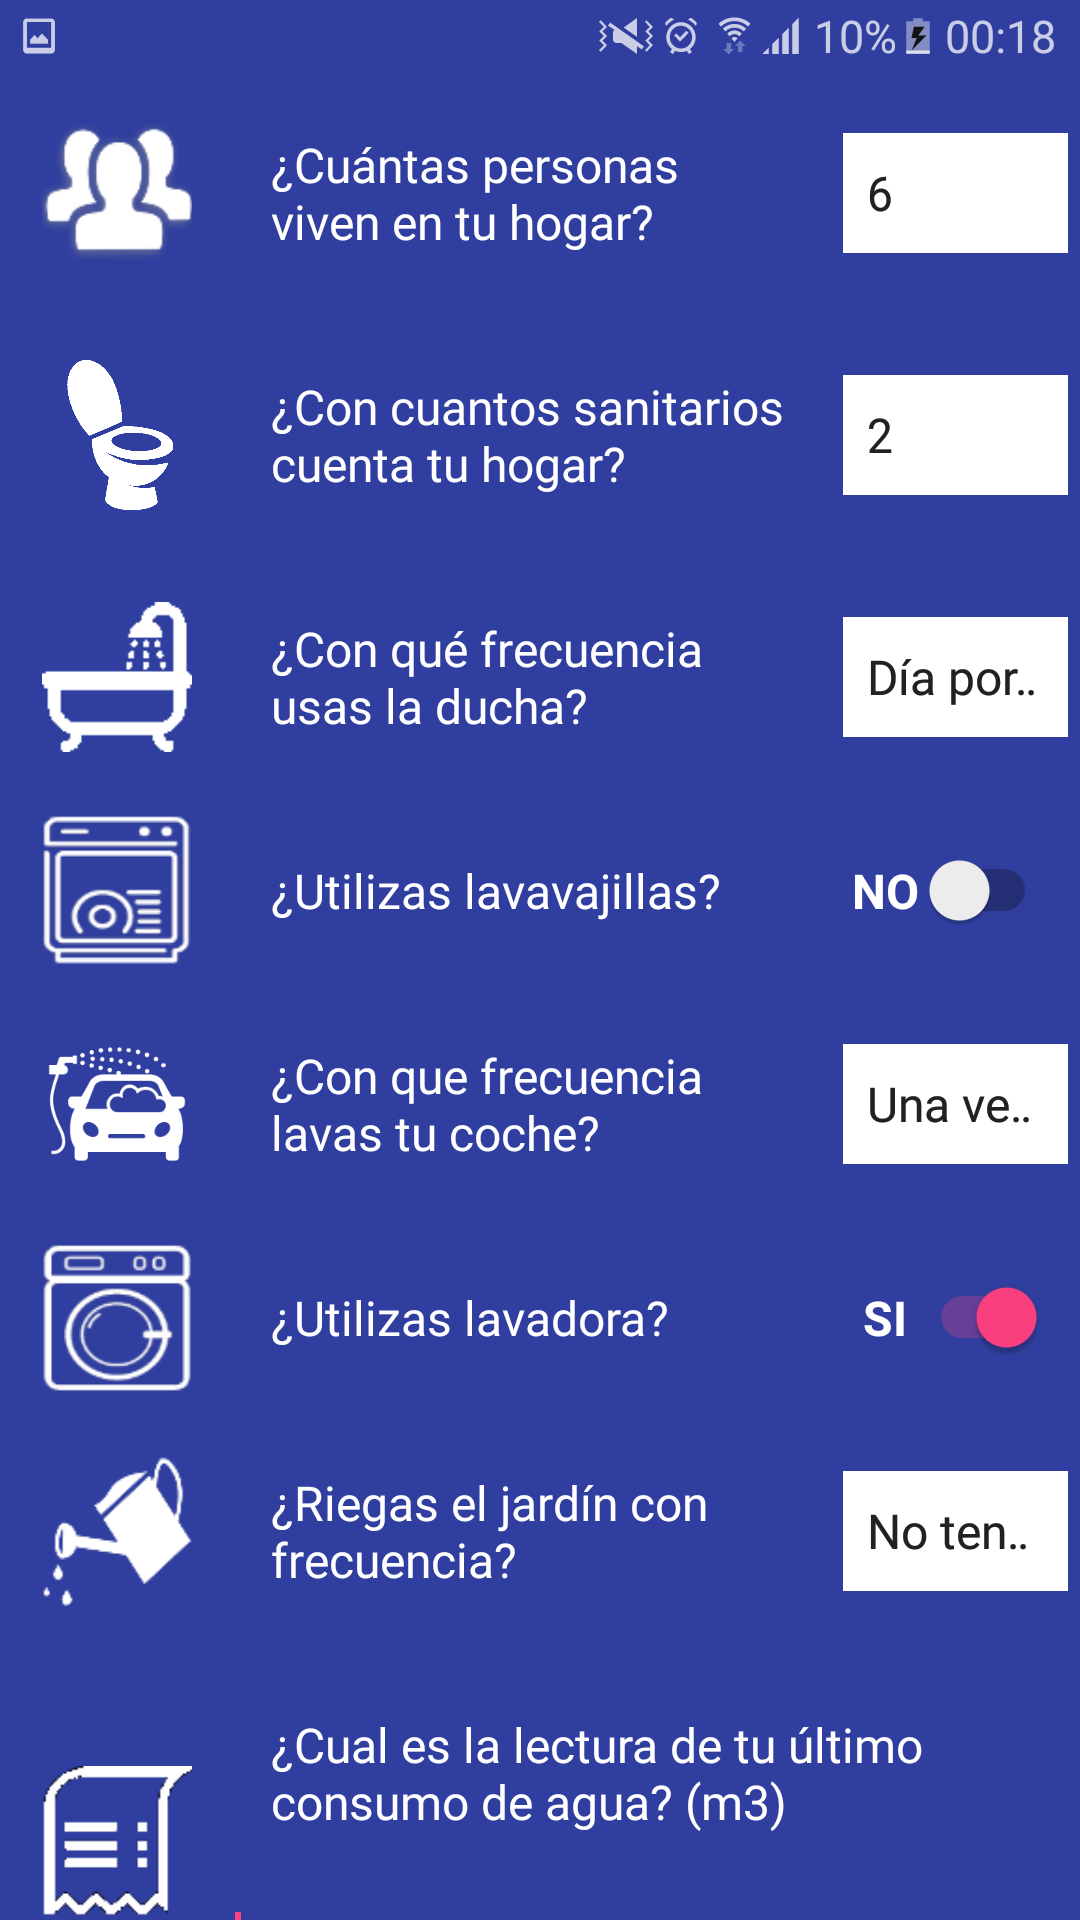 10% 00:18
¿Cuántas personas
viven en tu hogar?
6
¿Con cuantos sanitarios
cuenta tu hogar?
2
¿Con qué frecuencia
usas la ducha?
Día por..
¿Utilizas lavavajillas?
NO
¿Con que frecuencia
lavas tu coche?
Una ve..
¿Utilizas lavadora?
SI
¿Riegas el jardín con
frecuencia?
No ten..
¿Cual es la lectura de tu último
consumo de agua? (m3)